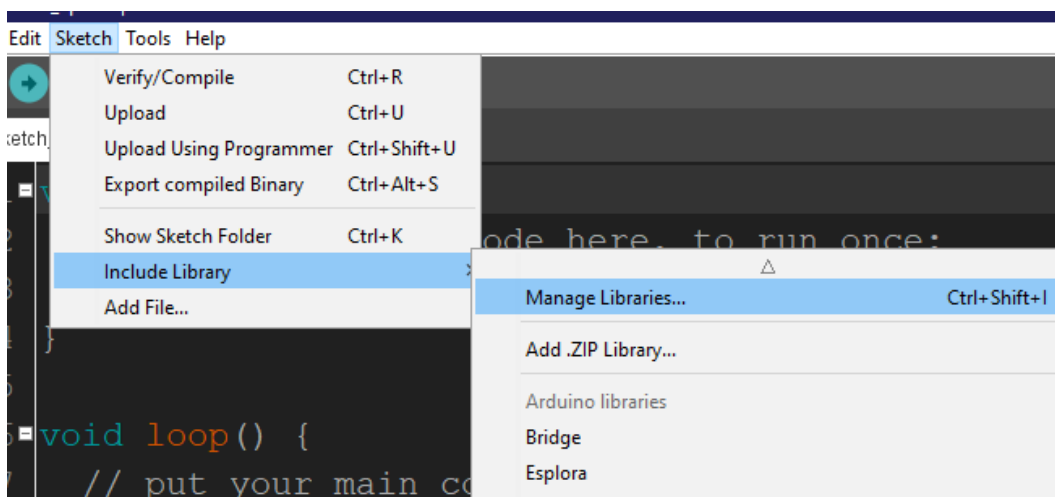 Edit Sketch Tools Help
Verify/Compile Ctrl+R
Upload Ctrl+U
Upload Using Programmer Ctrl+Shift+U
Export compiled Binary Ctrl+Alt+S
Show Sketch Folder Ctrl+K
Include Library
Add File...
Manage Libraries... Ctrl+Shift+I
Add .ZIP Library...
Arduino libraries
Bridge
Esplora
ode here, to run once:
2
}
void loop() {
// put your main co